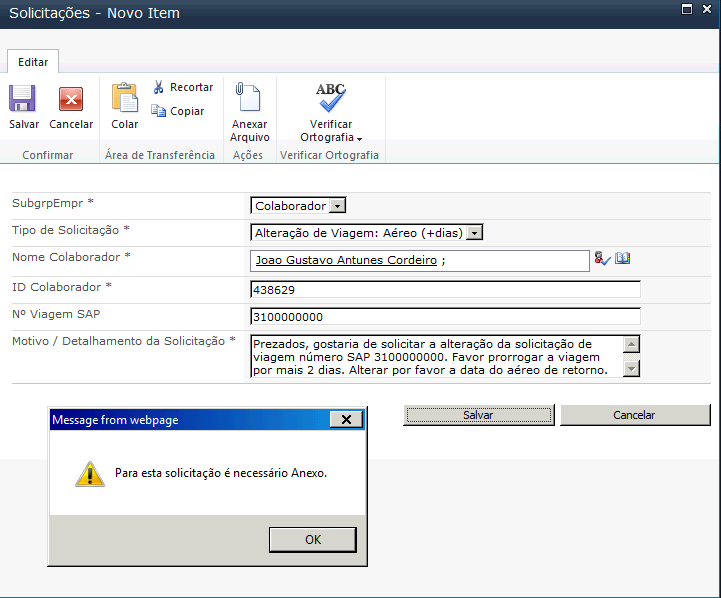 Solicitações - Novo Item
Editar
Salvar
Cancelar
Colar
Recortar
Copiar
Anexar
Arquivo
ABC
Verificar
Ortografia
Confirmar
Área de Transferência
Ações
Verificar Ortografia
SubgrpEmpr *
Colaborador
Tipo de Solicitação *
Alteração de Viagem: Aéreo (+dias)
Nome Colaborador *
Joao Gustavo Antunes Cordeiro ;
ID Colaborador *
438629
Nº Viagem SAP
3100000000
Motivo / Detalhamento da Solicitação *
Prezados, gostaria de solicitar a alteração da solicitação de
viagem número SAP 3100000000. Favor prorrogar a viagem
por mais 2 dias. Alterar por favor a data do aéreo de retorno.
Salvar
Cancelar
Message from webpage
Para esta solicitação é necessário Anexo.
OK